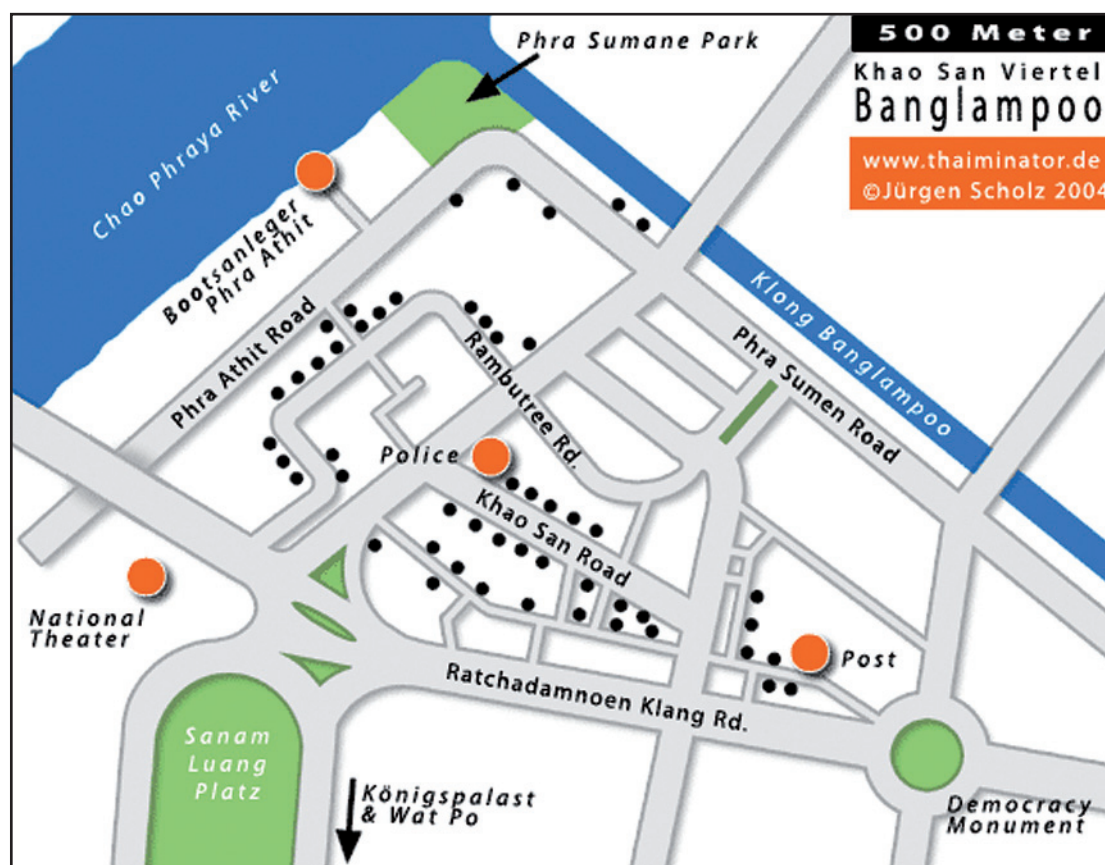 500 Meter
Khao San Viertel
Banglampoo
www.thaiminator.de
©Jürgen Scholz 2004
Phra Sumane Park
Chao Phraya River
Bootsanleger
Phra Athit
Phra Athit Road
Klong Banglampoo
Phra Sumen Road
Rambutree Rd.
Police
Khao San Road
National
Theater
Post
Ratchadamnoen Klang Rd.
Sanam
Luang
Platz
Königspalast
& Wat Po
Democracy
Monument